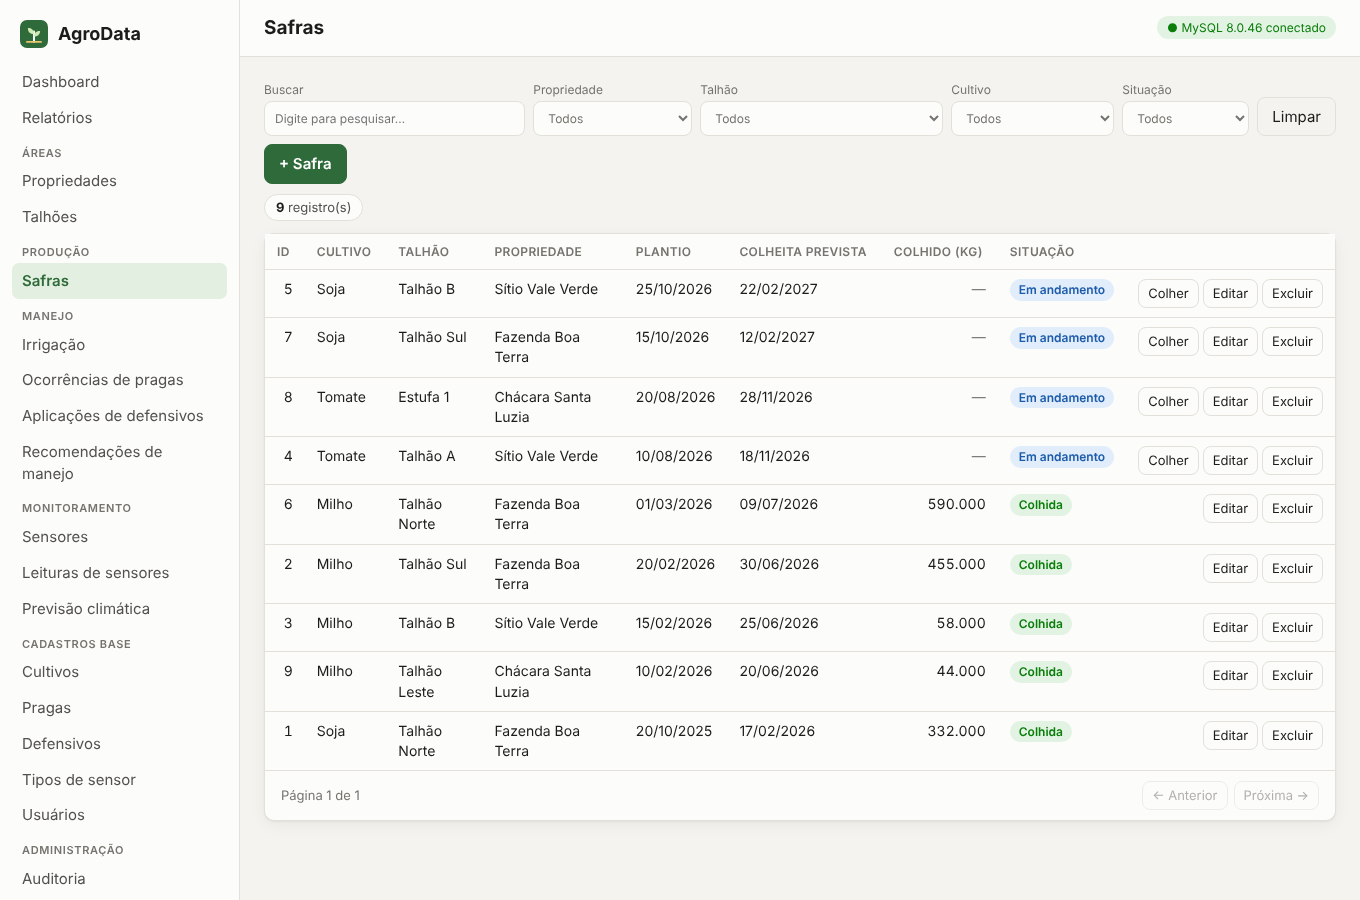 AgroData
Dashboard
Relatórios
ÁREAS
Propriedades
Talhões
PRODUÇÃO
Safras
MANEJO
Irrigação
Ocorrências de pragas
Aplicações de defensivos
Recomendações de
manejo
MONITORAMENTO
Sensores
Leituras de sensores
Previsão climática
CADASTROS BASE
Cultivos
Pragas
Defensivos
Tipos de sensor
Usuários
ADMINISTRAÇÃO
Auditoria
Safras
MySQL 8.0.46 conectado
Buscar Propriedade Talhão Cultivo Situação
Digite para pesquisar... Todos Todos Todos Todos Limpar
+ Safra
9 registro(s)
ID CULTIVO TALHÃO PROPRIEDADE PLANTIO COLHEITA PREVISTA COLHIDO (KG) SITUAÇÃO
5 Soja Talhão B Sítio Vale Verde 25/10/2026 22/02/2027 — Em andamento Colher Editar Excluir
7 Soja Talhão Sul Fazenda Boa 15/10/2026 12/02/2027 — Em andamento Colher Editar Excluir
Terra
8 Tomate Estufa 1 Chácara Santa 20/08/2026 28/11/2026 — Em andamento Colher Editar Excluir
Luzia
4 Tomate Talhão A Sítio Vale Verde 10/08/2026 18/11/2026 — Em andamento Colher Editar Excluir
6 Milho Talhão Fazenda Boa 01/03/2026 09/07/2026 590.000 Colhida Editar Excluir
Norte Terra
2 Milho Talhão Sul Fazenda Boa 20/02/2026 30/06/2026 455.000 Colhida Editar Excluir
Terra
3 Milho Talhão B Sítio Vale Verde 15/02/2026 25/06/2026 58.000 Colhida Editar Excluir
9 Milho Talhão Chácara Santa 10/02/2026 20/06/2026 44.000 Colhida Editar Excluir
Leste Luzia
1 Soja Talhão Fazenda Boa 20/10/2025 17/02/2026 332.000 Colhida Editar Excluir
Norte Terra
Página 1 de 1 ← Anterior Próxima →